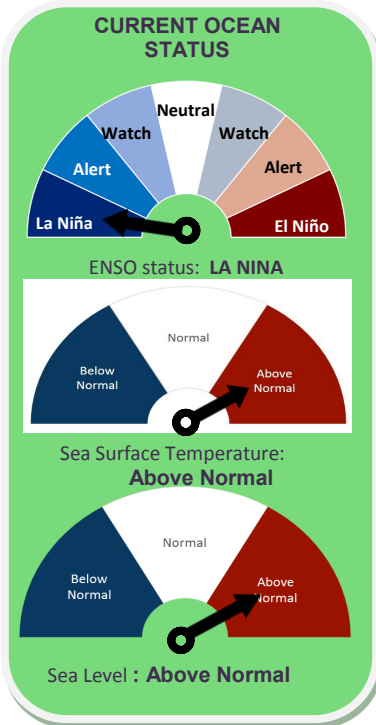 CURRENT OCEAN
STATUS
Neutral
Watch
Watch
Alert
Alert
La Niña
El Niño
ENSO status: LA NINA
Normal
Below
Normal
Above
Normal
Sea Surface Temperature:
Above Normal
Normal
Below
Normal
Above
Normal
Sea Level : Above Normal